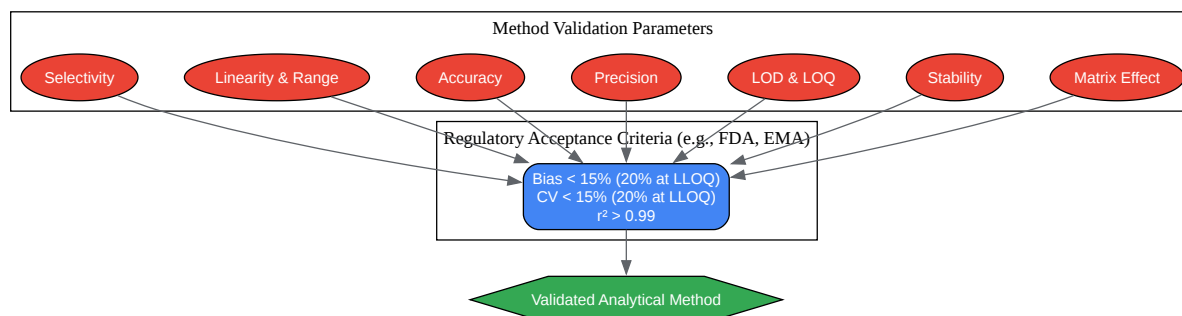 Method Validation Parameters
Selectivity
Linearity & Range
Accuracy
Precision
LOD & LOQ
Stability
Matrix Effect
Regulatory Acceptance Criteria (e.g., FDA, EMA)
Bias < 15% (20% at LLOQ)
CV < 15% (20% at LLOQ)
r² > 0.99
Validated Analytical Method